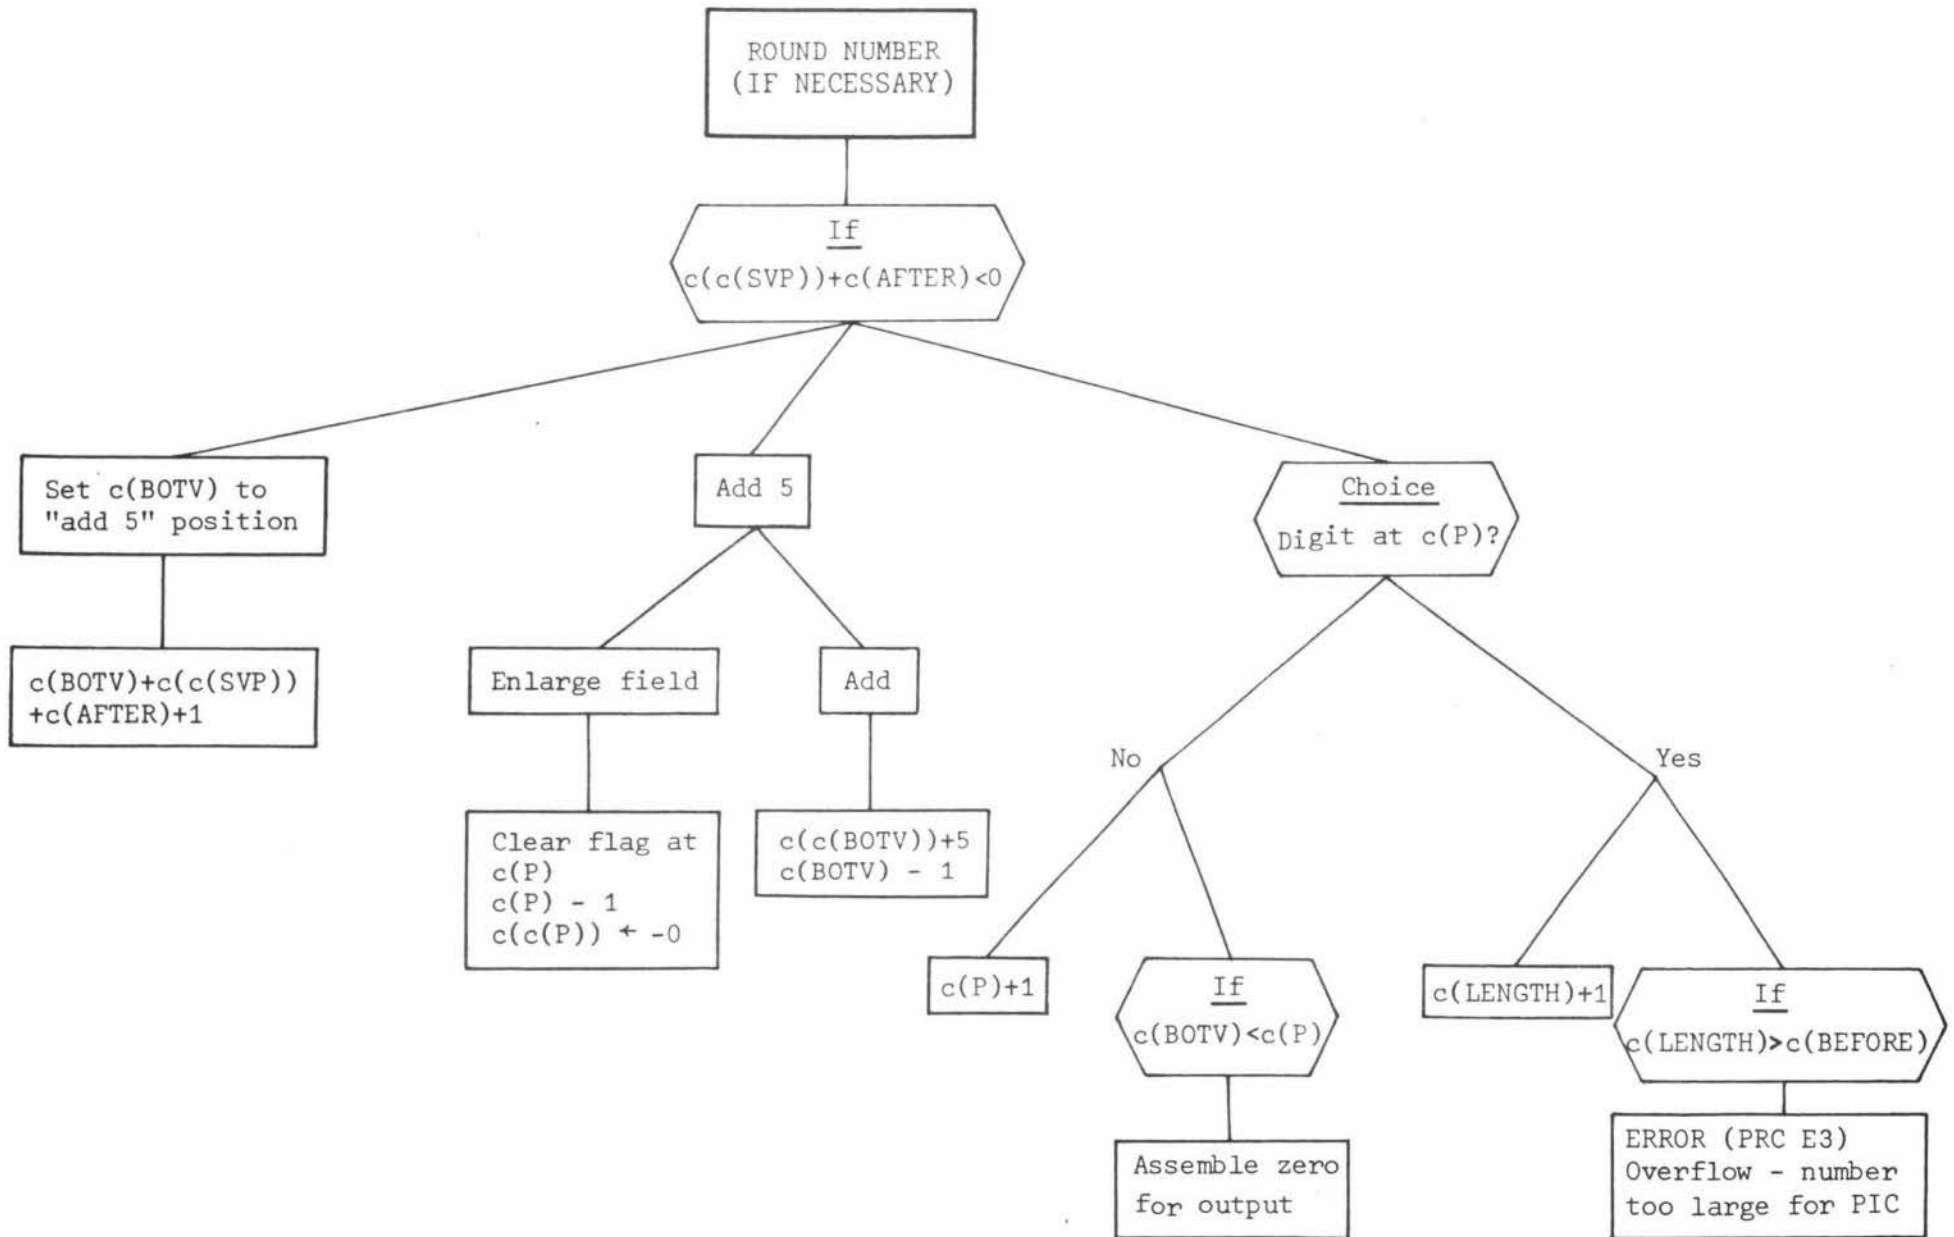 ROUND NUMBER
(IF NECESSARY)
If
c(c(SVP))+c(AFTER)<0
Set c(BOTV) to
"add 5" position
Add 5
Choice
Digit at c(P)?
c(BOTV)+c(c(SVP))
+c(AFTER)+1
Enlarge field
Add
No
Yes
Clear flag at
c(P)
c(P) - 1
c(c(P)) ← -0
c(c(BOTV))+5
c(BOTV) - 1
c(P)+1
If
c(BOTV)<c(P)
c(LENGTH)+1
If
c(LENGTH)>c(BEFORE)
Assemble zero
for output
ERROR (PRC E3)
Overflow - number
too large for PIC